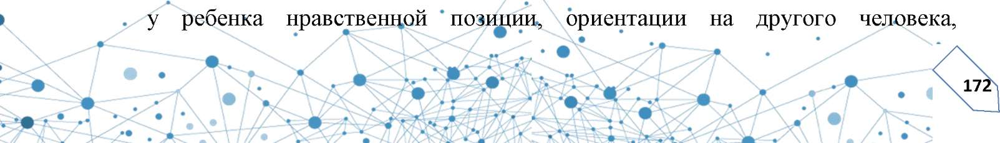 у ребенка нравственной позиции, ориентации на другого человека,
172